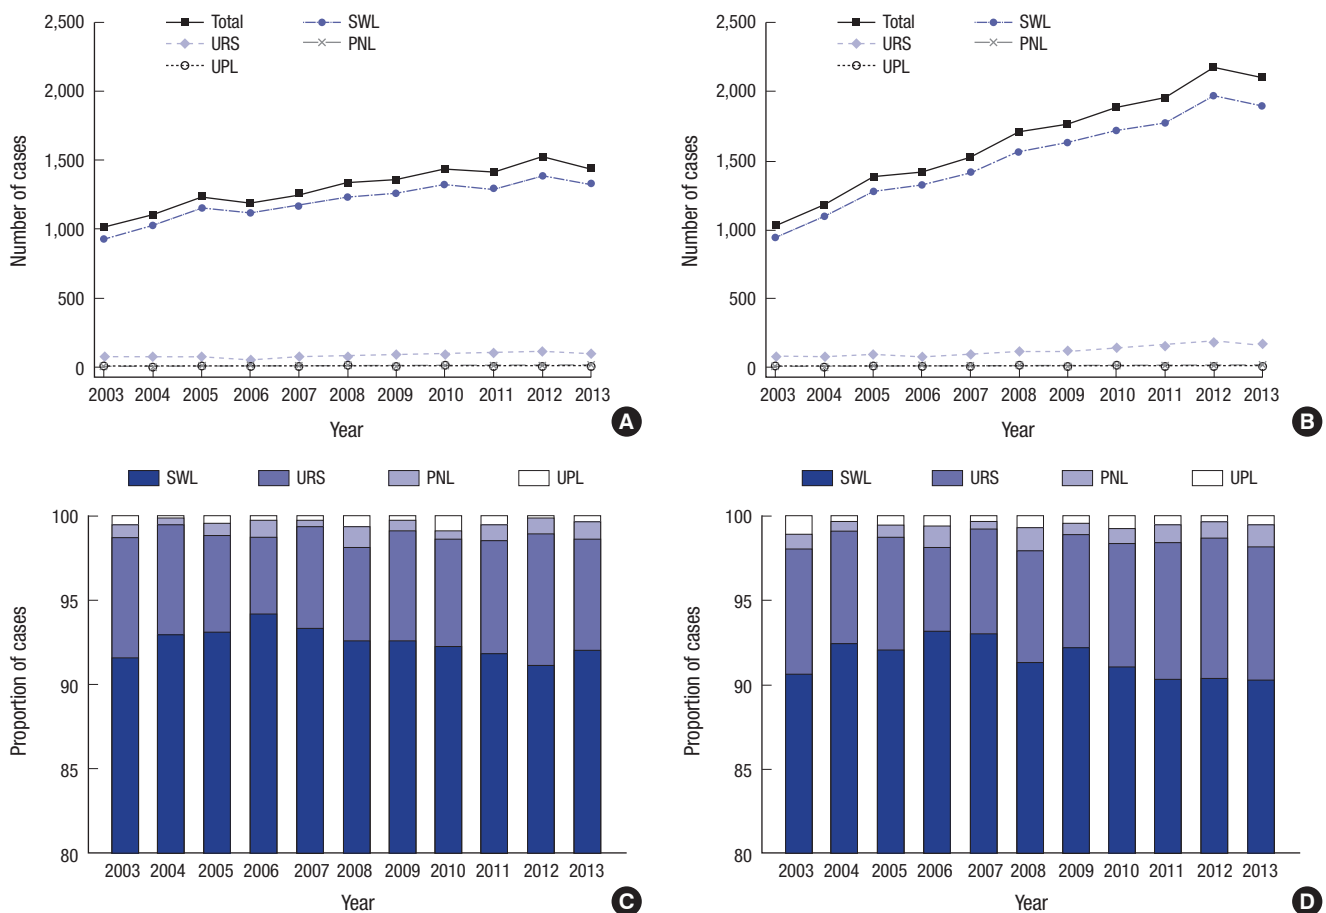 2,500
2,000
1,500
1,000
500
0
Number of cases
Total
SWL
URS
PNL
UPL
2003 2004 2005 2006 2007 2008 2009 2010 2011 2012 2013
Year
A
2,500
2,000
1,500
1,000
500
0
Number of cases
Total
SWL
URS
PNL
UPL
2003 2004 2005 2006 2007 2008 2009 2010 2011 2012 2013
Year
B
SWL URS PNL UPL
100
95
90
85
80
Proportion of cases
2003 2004 2005 2006 2007 2008 2009 2010 2011 2012 2013
Year
C
SWL URS PNL UPL
100
95
90
85
80
Proportion of cases
2003 2004 2005 2006 2007 2008 2009 2010 2011 2012 2013
Year
D